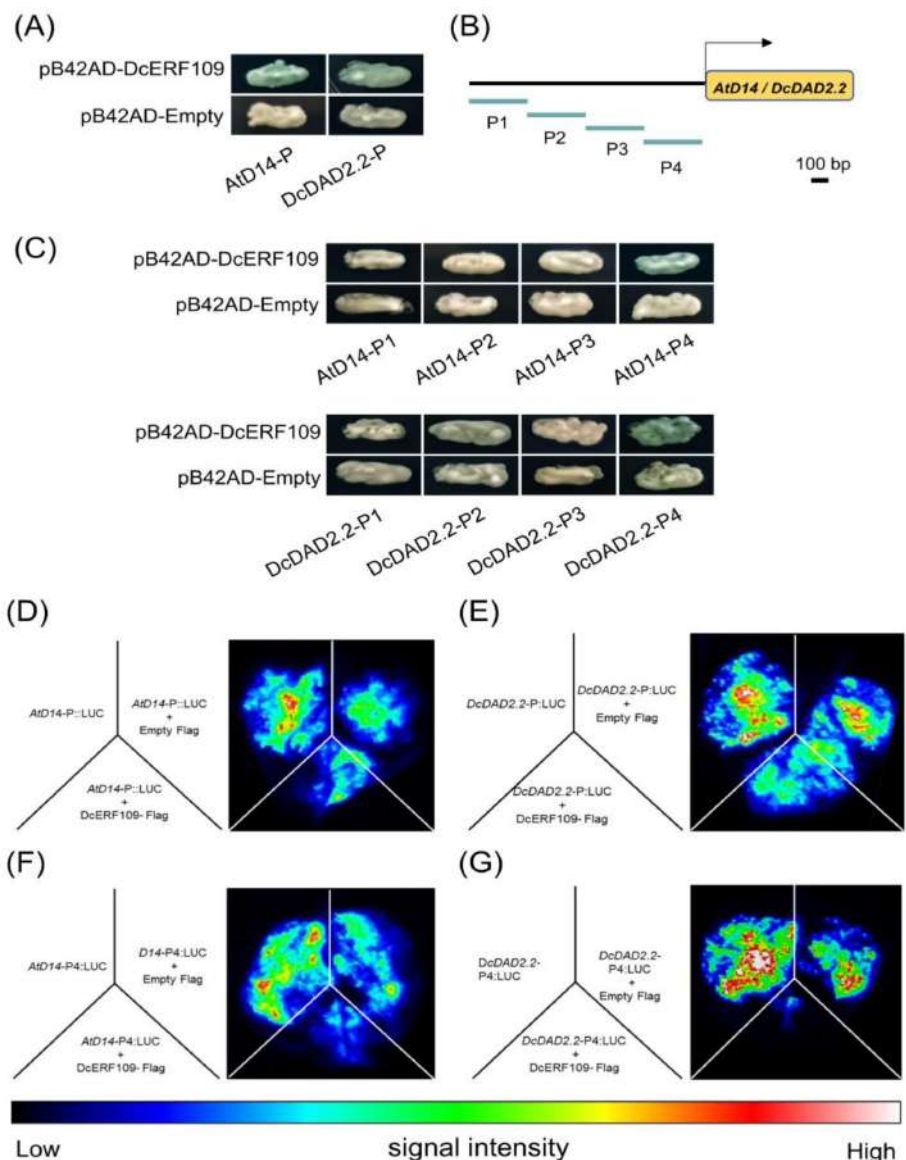 (A)
pB42AD-DcERF109
pB42AD-Empty
AtD14-P
DcDAD2.2-P
(B)
AtD14 / DcDAD2.2
P1
P2
P3
P4
100 bp
(C)
pB42AD-DcERF109
pB42AD-Empty
AtD14-P1
AtD14-P2
AtD14-P3
AtD14-P4
pB42AD-DcERF109
pB42AD-Empty
DcDAD2.2-P1
DcDAD2.2-P2
DcDAD2.2-P3
DcDAD2.2-P4
(D)
AtD14-P::LUC
AtD14-P::LUC
+
Empty Flag
AtD14-P::LUC
+
DcERF109- Flag
(E)
DcDAD2.2-P:LUC
DcDAD2.2-P:LUC
+
Empty Flag
DcDAD2.2-P:LUC
+
DcERF109- Flag
(F)
AtD14-P4:LUC
D14-P4:LUC
+
Empty Flag
AtD14-P4:LUC
+
DcERF109- Flag
(G)
DcDAD2.2-
P4:LUC
DcDAD2.2-
P4:LUC
+
Empty Flag
DcDAD2.2-P4:LUC
+
DcERF109- Flag
Low
signal intensity
High